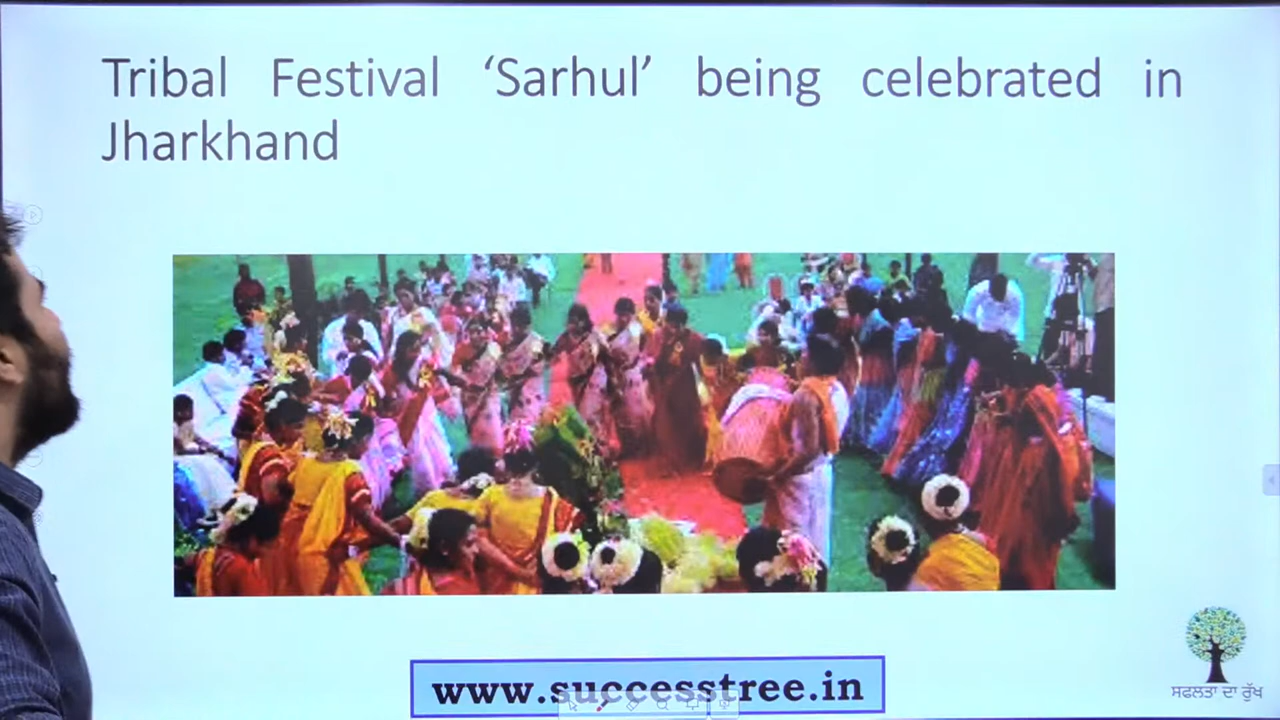 Tribal Festival ‘Sarhul’ being celebrated in
Jharkhand
www.successtree.in
ਸਫਲਤਾ ਦਾ ਰੁੱਖ